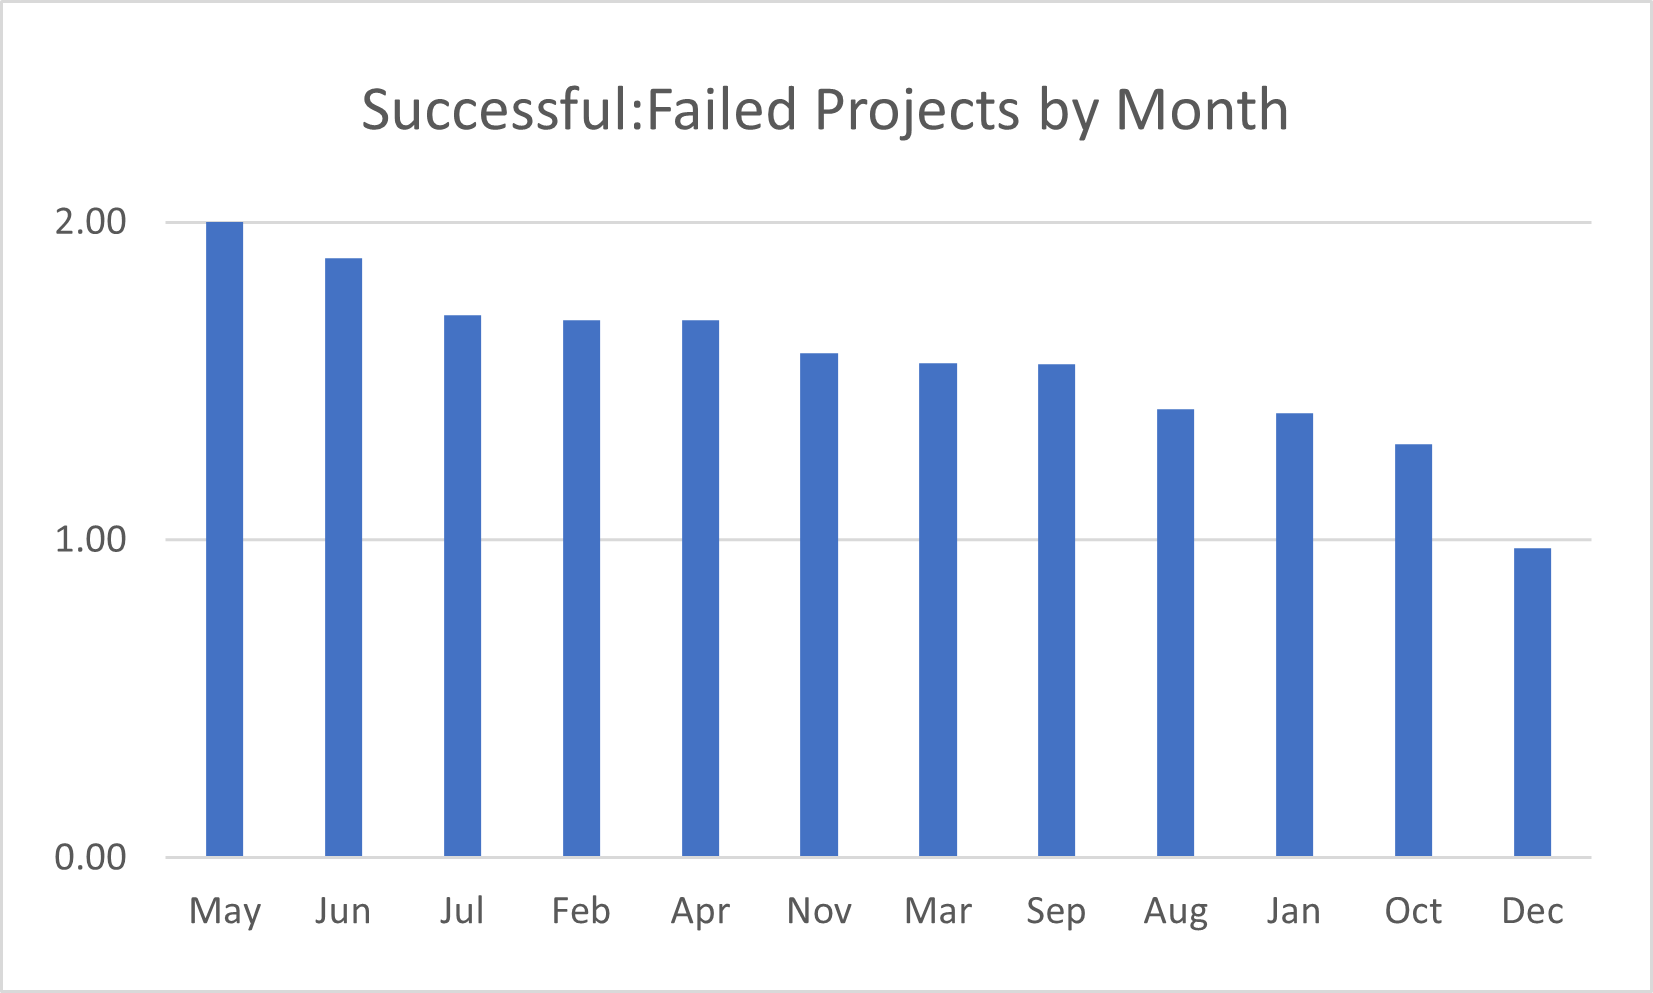 Successful:Failed Projects by Month
2.00
1.00
0.00
May Jun Jul Feb Apr Nov Mar Sep Aug Jan Oct Dec